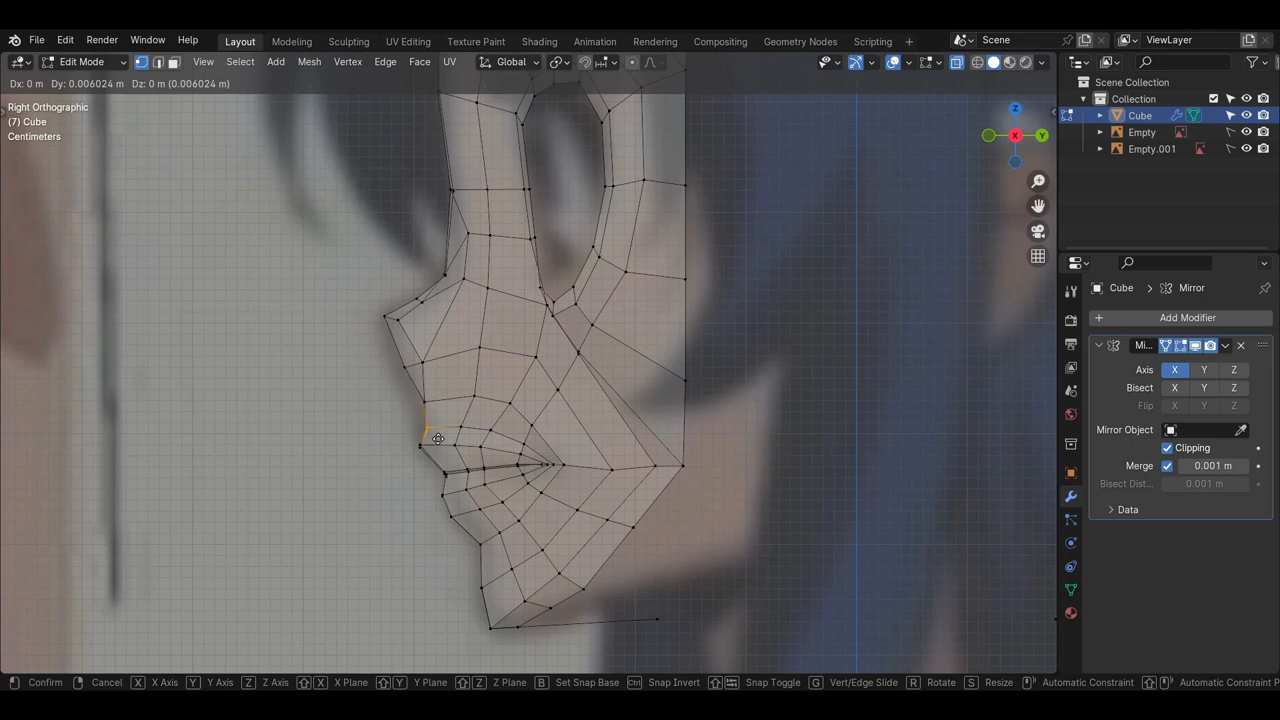 File Edit Render Window Help Layout Modeling Sculpting UV Editing Texture Paint Shading Animation Rendering Compositing Geometry Nodes Scripting + Scene ViewLayer
Edit Mode View Select Add Mesh Vertex Edge Face UV Global
Dx: 0 m Dy: 0.006024 m Dz: 0 m (0.006024 m)
Right Orthographic
(7) Cube
Centimeters
Z
X
Y
Scene Collection
Collection
Cube
Empty
Empty.001
Cube > Mirror
+ Add Modifier
Mi...
Axis X Y Z
Bisect X Y Z
Flip X Y Z
Mirror Object
Clipping
Merge 0.001 m
Bisect Dist... 0.001 m
Data
Confirm Cancel X X Axis Y Y Axis Z Z Axis X X Plane Y Y Plane Z Z Plane B Set Snap Base Ctrl Snap Invert Snap Toggle G Vert/Edge Slide R Rotate S Resize Automatic Constraint Automatic Constraint P